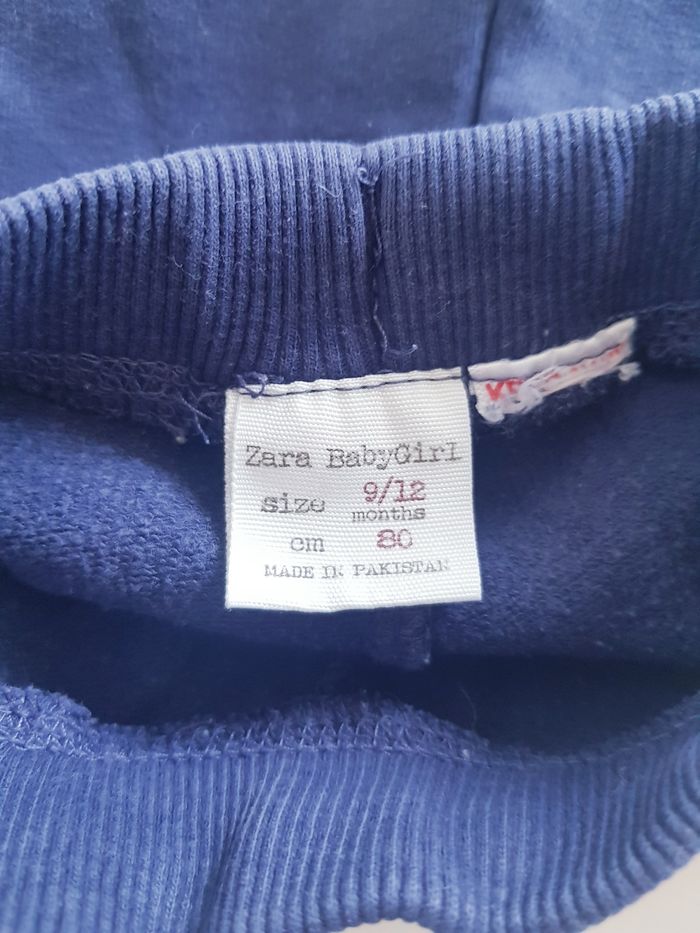 Zara BabyGirl
size 9/12
months
cm 80
MADE IN PAKISTAN